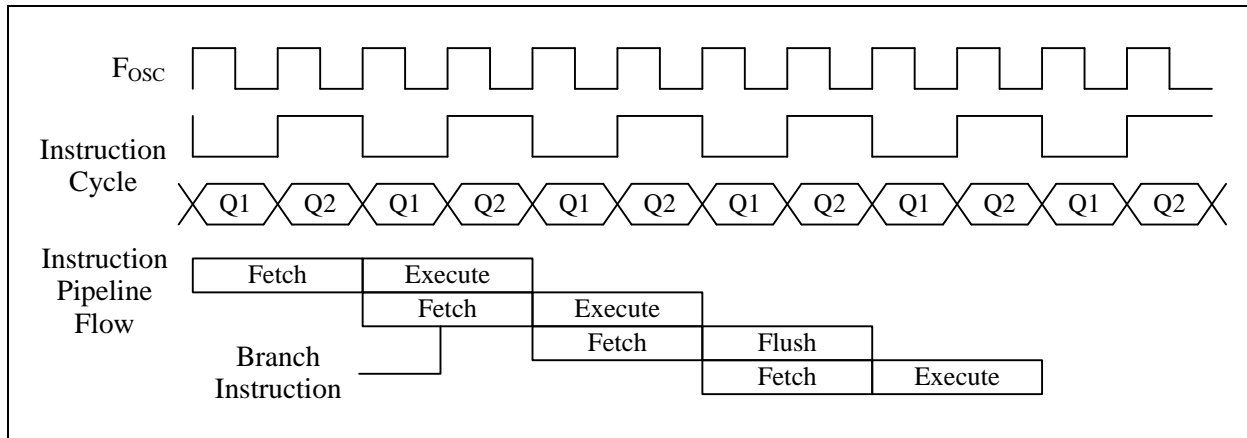 FOSC
Instruction
Cycle
Q1 Q2 Q1 Q2 Q1 Q2 Q1 Q2 Q1 Q2 Q1 Q2
Instruction
Pipeline
Flow
Fetch Execute
Fetch Execute
Fetch Flush
Fetch Execute
Branch
Instruction